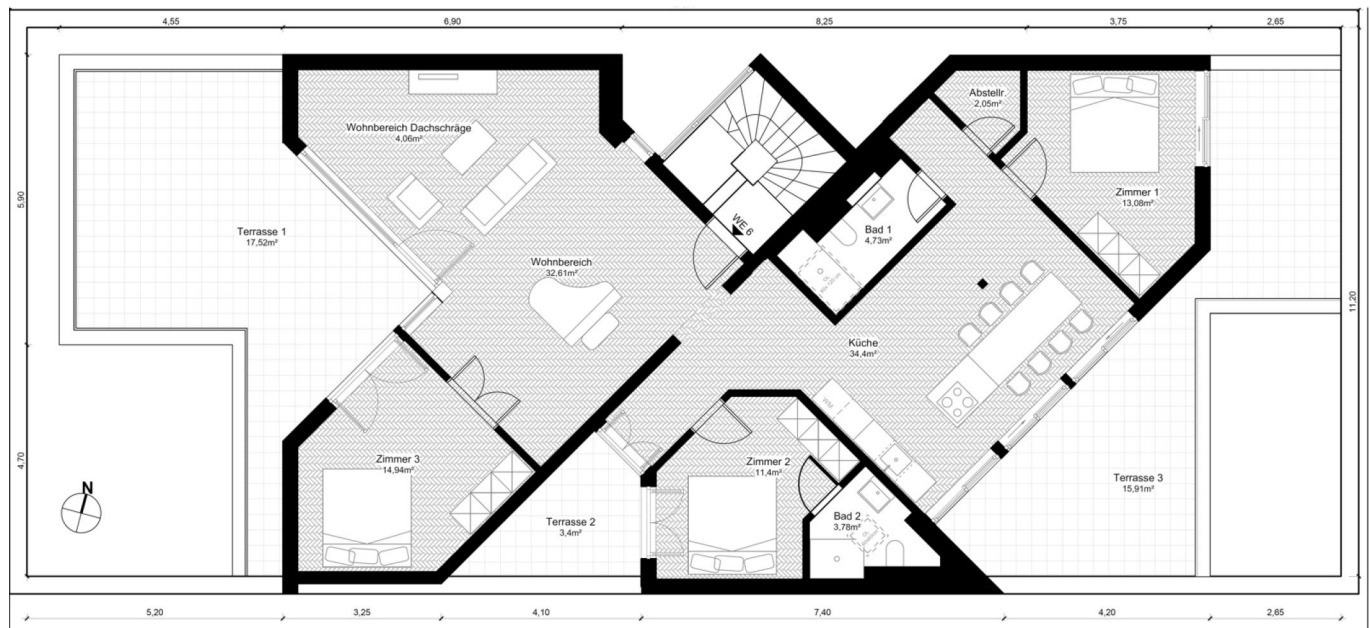 4,55
6,90
8,25
3,75
2,65
5,90
4,70
11,20
Wohnbereich Dachschräge
4,06m²
Abstellr.
2,05m²
Zimmer 1
13,08m²
Terrasse 1
17,52m²
WE 6
Bad 1
4,73m²
Wohnbereich
32,61m²
Küche
34,4m²
WM
Zimmer 3
14,94m²
Zimmer 2
11,4m²
Terrasse 3
15,91m²
N
Terrasse 2
3,4m²
Bad 2
3,78m²
5,20
3,25
4,10
7,40
4,20
2,65